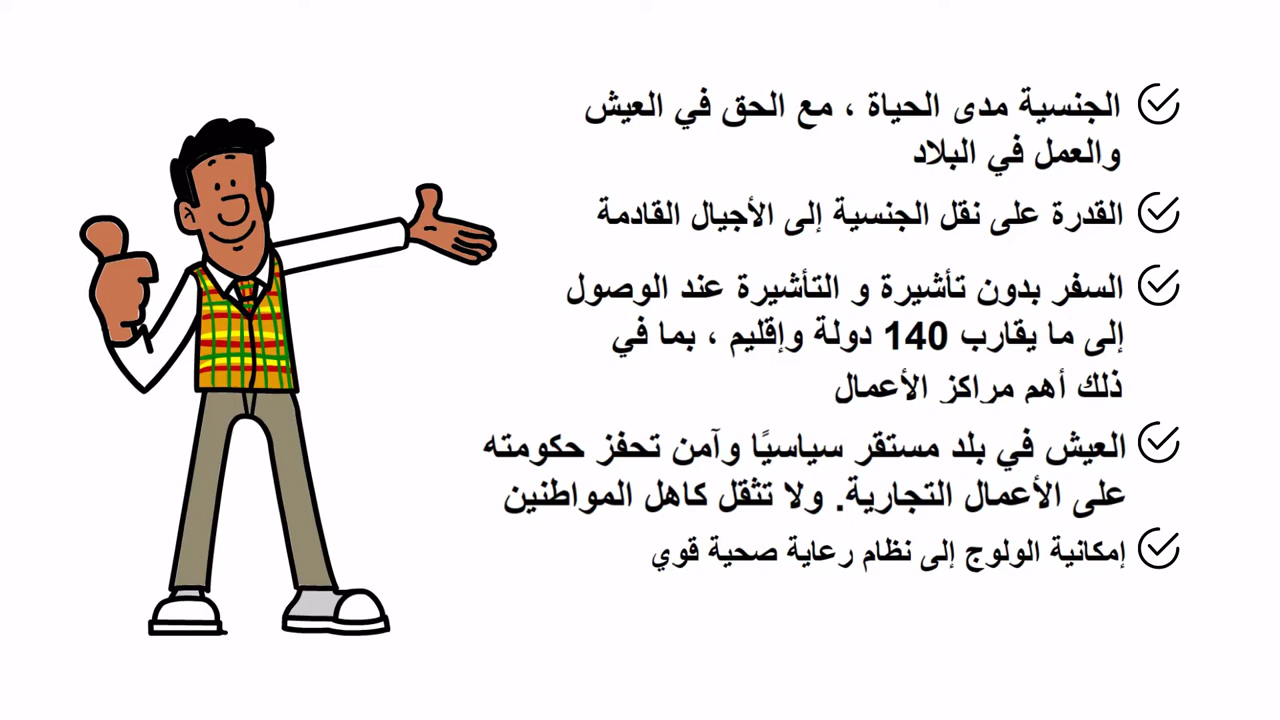 الجنسية مدى الحياة ، مع الحق في العيش
والعمل في البلاد
القدرة على نقل الجنسية إلى الأجيال القادمة
السفر بدون تأشيرة و التأشيرة عند الوصول
إلى ما يقارب 140 دولة وإقليم ، بما في
ذلك أهم مراكز الأعمال
العيش في بلد مستقر سياسيًا وآمن تحفز حكومته
على الأعمال التجارية. ولا تثقل كاهل المواطنين
إمكانية الولوج إلى نظام رعاية صحية قوي